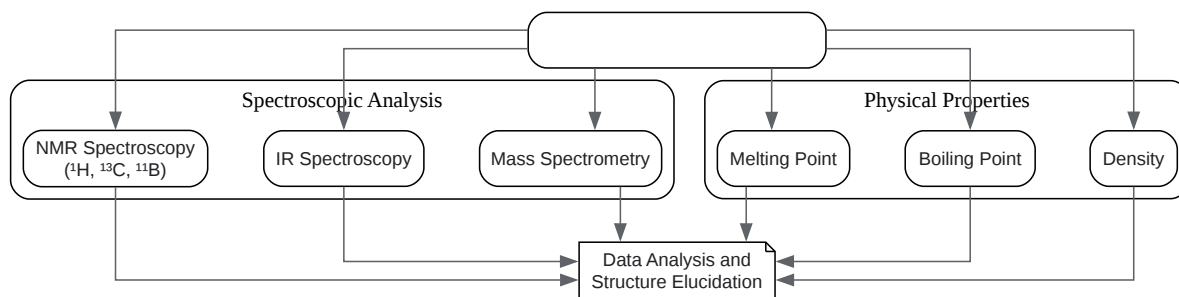 Spectroscopic Analysis
Physical Properties
NMR Spectroscopy
(¹H, ¹³C, ¹¹B)
IR Spectroscopy
Mass Spectrometry
Melting Point
Boiling Point
Density
Data Analysis and
Structure Elucidation